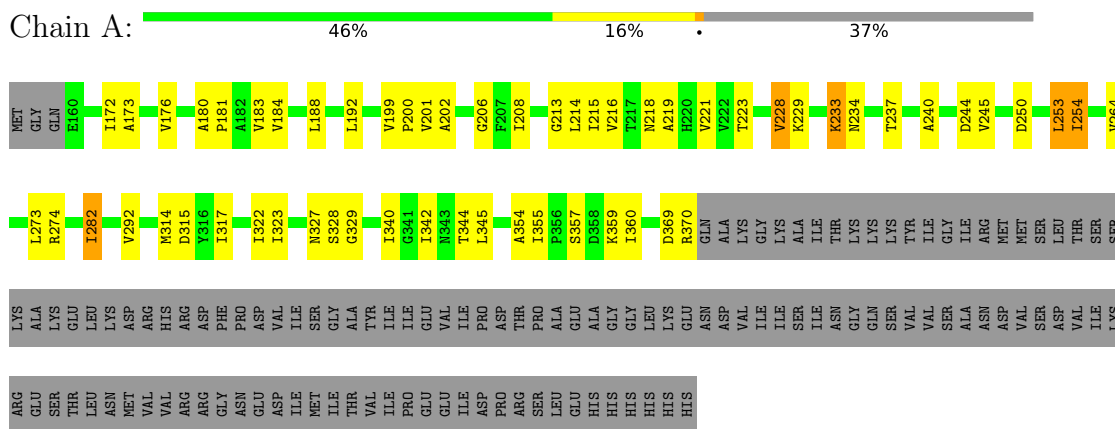 Chain A:
46% 16% • 37%
MET GLY GLN E160 I172 A173 V176 A180 P181 A182 V183 V184 L188 L192 V199 P200 V201 A202 G206 F207 I208 G213 L214 I215 V216 T217 N218 A219 H220 V221 V222 T223 V228 K229 K233 N234 T237 A240 D244 V245 D250 L253 I254
L273 R274 I282 V292 M314 D315 Y316 I317 I322 I323 N327 S328 G329 I340 G341 I342 N343 T344 L345 A354 I355 P356 S357 D358 K359 I360 D369 R370 GLN ALA LYS GLY LYS ALA ILE THR LYS LYS TYR ILE GLY ILE ARG MET MET SER LEU THR SER SER
LYS ALA LYS GLU LEU LYS ASP ARG HIS ARG ASP PHE PRO ASP VAL ILE SER GLY ALA TYR ILE ILE GLU VAL ILE PRO ASP THR PRO ALA GLU ALA GLY GLY LEU LYS GLU ASN ASP VAL ILE ILE SER ILE ASN GLY GLN SER VAL VAL SER ALA ASN ASP VAL SER ASP VAL ILE LYS
ARG GLU SER THR LEU ASN MET VAL VAL ARG ARG GLY ASN GLU ASP ILE MET ILE THR VAL ILE PRO GLU GLU ILE ASP PRO ARG SER LEU GLU HIS HIS HIS HIS HIS HIS